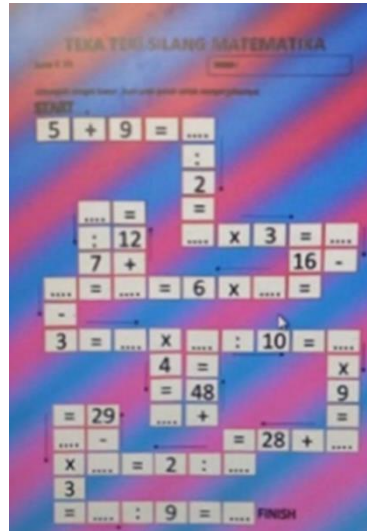 TEKA TEKI SILANG MATEMATIKA
START
5 + 9 = ....
:
2
.... = =
: 12 .... x 3 = ....
7 + 16 -
.... = .... = 6 x .... =
-
3 = .... x .... : 10 = ....
4 = x
= 48 9
= 29 .... + =
.... - = 28 + ....
x .... = 2 : ....
3
= .... : 9 = .... FINISH